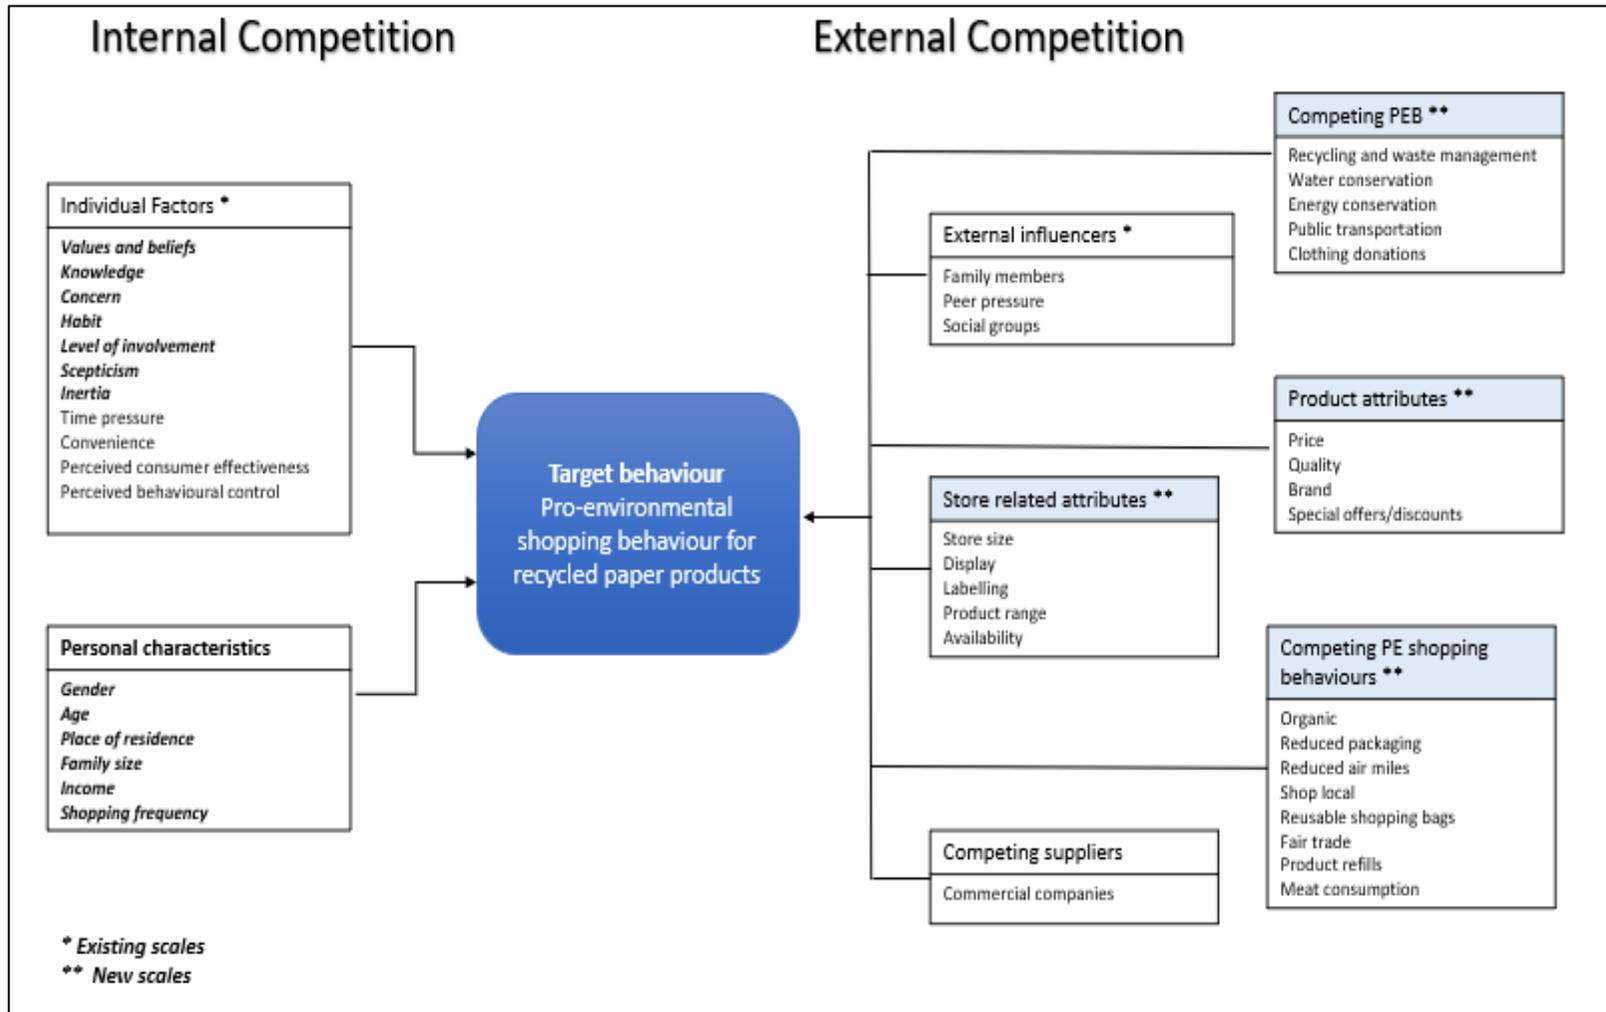 Internal Competition
External Competition
Individual Factors *
Values and beliefs
Knowledge
Concern
Habit
Level of involvement
Scepticism
Inertia
Time pressure
Convenience
Perceived consumer effectiveness
Perceived behavioural control
Personal characteristics
Gender
Age
Place of residence
Family size
Income
Shopping frequency
* Existing scales
** New scales
Target behaviour
Pro-environmental
shopping behaviour for
recycled paper products
External influencers *
Family members
Peer pressure
Social groups
Store related attributes **
Store size
Display
Labelling
Product range
Availability
Competing suppliers
Commercial companies
Competing PEB **
Recycling and waste management
Water conservation
Energy conservation
Public transportation
Clothing donations
Product attributes **
Price
Quality
Brand
Special offers/discounts
Competing PE shopping
behaviours **
Organic
Reduced packaging
Reduced air miles
Shop local
Reusable shopping bags
Fair trade
Product refills
Meat consumption